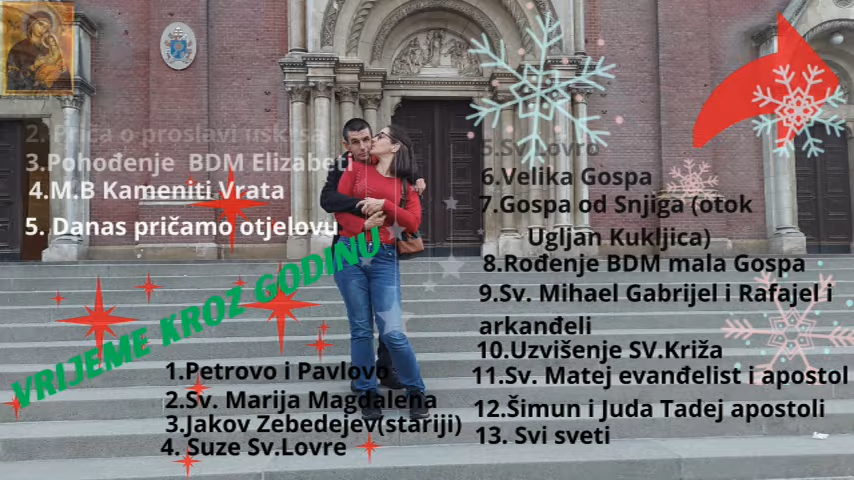 2. Priča o proslavi uskrsa
3.Pohođenje BDM Elizabeti
4.M.B Kameniti Vrata
5. Danas pričamo otjelovu
VRIJEME KROZ GODINU
1.Petrovo i Pavlovo
2.Sv. Marija Magdalena
3.Jakov Zebedejev(stariji)
4. Suze Sv.Lovre
5.Sv Lovro
6.Velika Gospa
7.Gospa od Snjiga (otok
Ugljan Kukljica)
8.Rođenje BDM mala Gospa
9.Sv. Mihael Gabrijel i Rafajel i
arkanđeli
10.Uzvišenje SV.Križa
11.Sv. Matej evanđelist i apostol
12.Šimun i Juda Tadej apostoli
13. Svi sveti